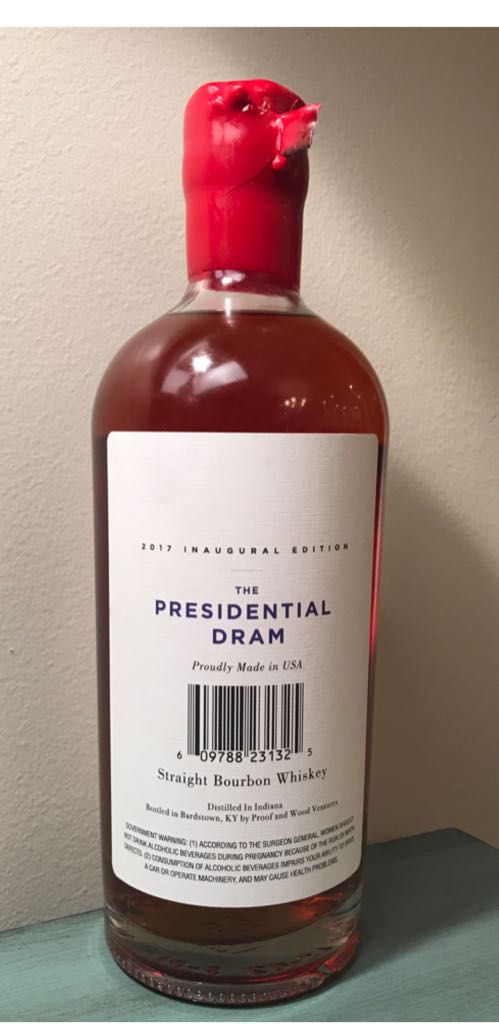 2017 INAUGURAL EDITION
THE
PRESIDENTIAL
DRAM
Proudly Made in USA
6 09788 23132 5
Straight Bourbon Whiskey
Distilled In Indiana
Bottled in Bardstown, KY by Proof and Wood Ventures
GOVERNMENT WARNING: (1) ACCORDING TO THE SURGEON GENERAL, WOMEN SHOULD
NOT DRINK ALCOHOLIC BEVERAGES DURING PREGNANCY BECAUSE OF THE RISK OF BIRTH
DEFECTS. (2) CONSUMPTION OF ALCOHOLIC BEVERAGES IMPAIRS YOUR ABILITY TO DRIVE
A CAR OR OPERATE MACHINERY, AND MAY CAUSE HEALTH PROBLEMS.